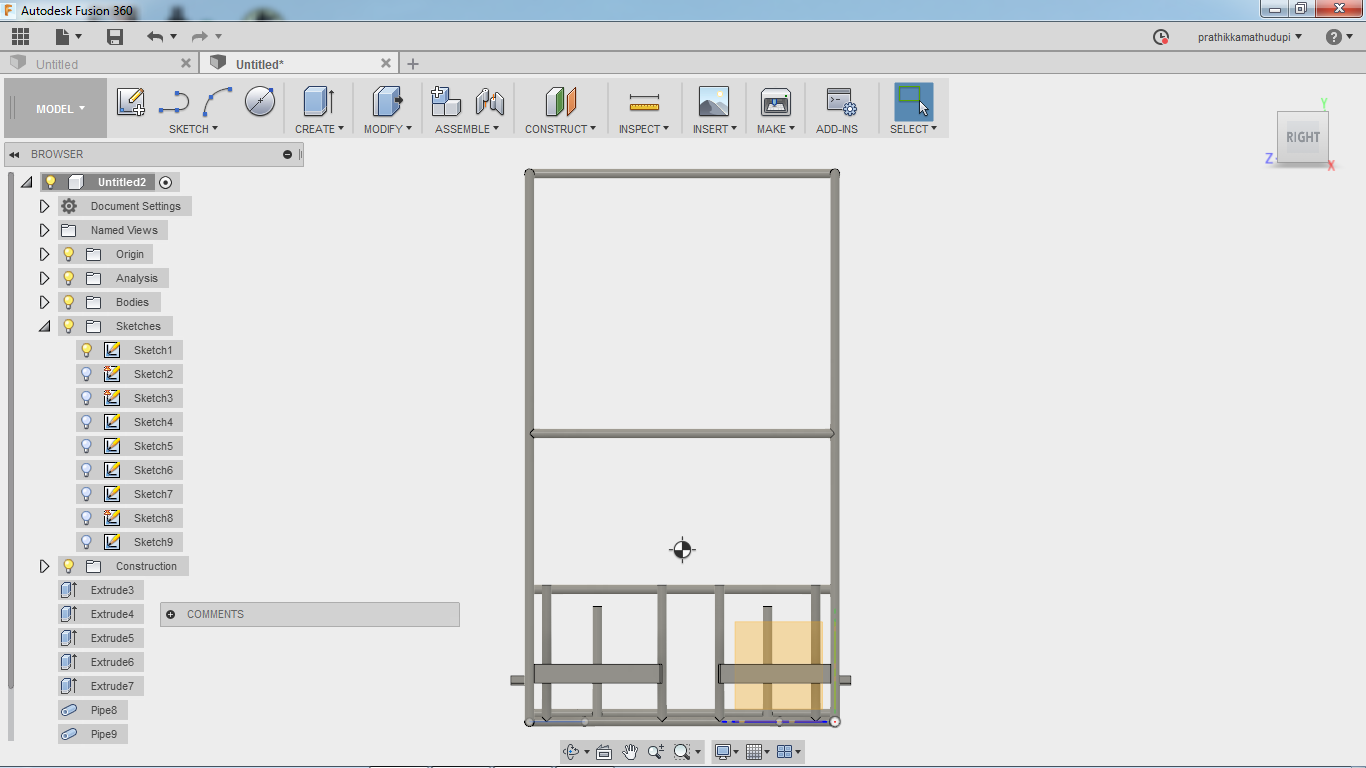 Autodesk Fusion 360
prathikkamathudupi
Untitled
Untitled*
MODEL
SKETCH
CREATE
MODIFY
ASSEMBLE
CONSTRUCT
INSPECT
INSERT
MAKE
ADD-INS
SELECT
Y
RIGHT
Z
X
BROWSER
Untitled2
Document Settings
Named Views
Origin
Analysis
Bodies
Sketches
Sketch1
Sketch2
Sketch3
Sketch4
Sketch5
Sketch6
Sketch7
Sketch8
Sketch9
Construction
Extrude3
Extrude4
COMMENTS
Extrude5
Extrude6
Extrude7
Pipe8
Pipe9